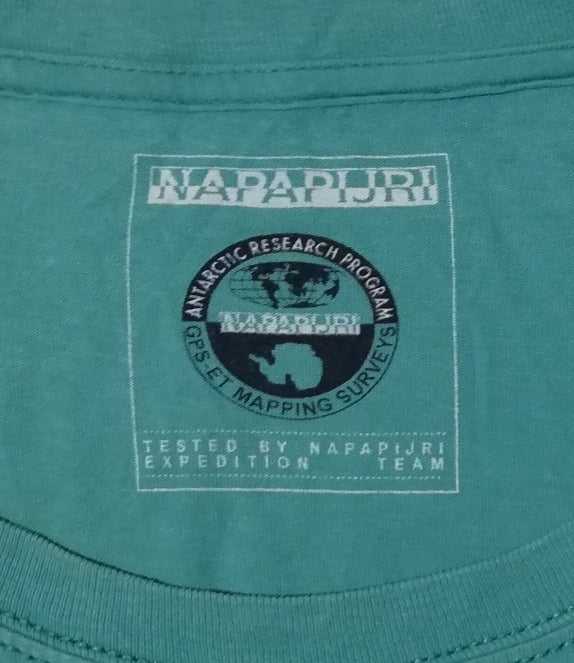 NAPAPIJRI
ANTARCTIC RESEARCH PROGRAM
NAPAPIJRI
GPS-ET MAPPING SURVEYS
TESTED BY NAPAPIJRI
EXPEDITION TEAM